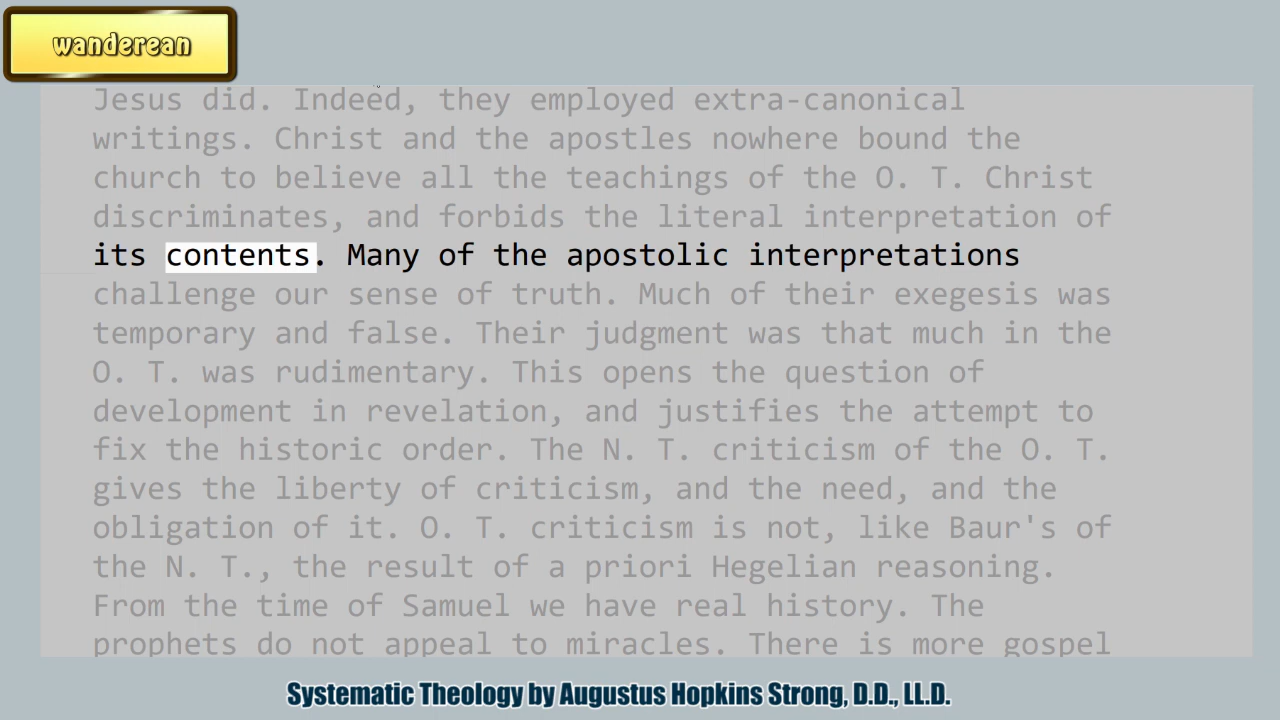 wanderean
Jesus did. Indeed, they employed extra-canonical
writings. Christ and the apostles nowhere bound the
church to believe all the teachings of the O. T. Christ
discriminates, and forbids the literal interpretation of
its contents. Many of the apostolic interpretations
challenge our sense of truth. Much of their exegesis was
temporary and false. Their judgment was that much in the
O. T. was rudimentary. This opens the question of
development in revelation, and justifies the attempt to
fix the historic order. The N. T. criticism of the O. T.
gives the liberty of criticism, and the need, and the
obligation of it. O. T. criticism is not, like Baur's of
the N. T., the result of a priori Hegelian reasoning.
From the time of Samuel we have real history. The
prophets do not appeal to miracles. There is more gospel
Systematic Theology by Augustus Hopkins Strong, D.D., LL.D.